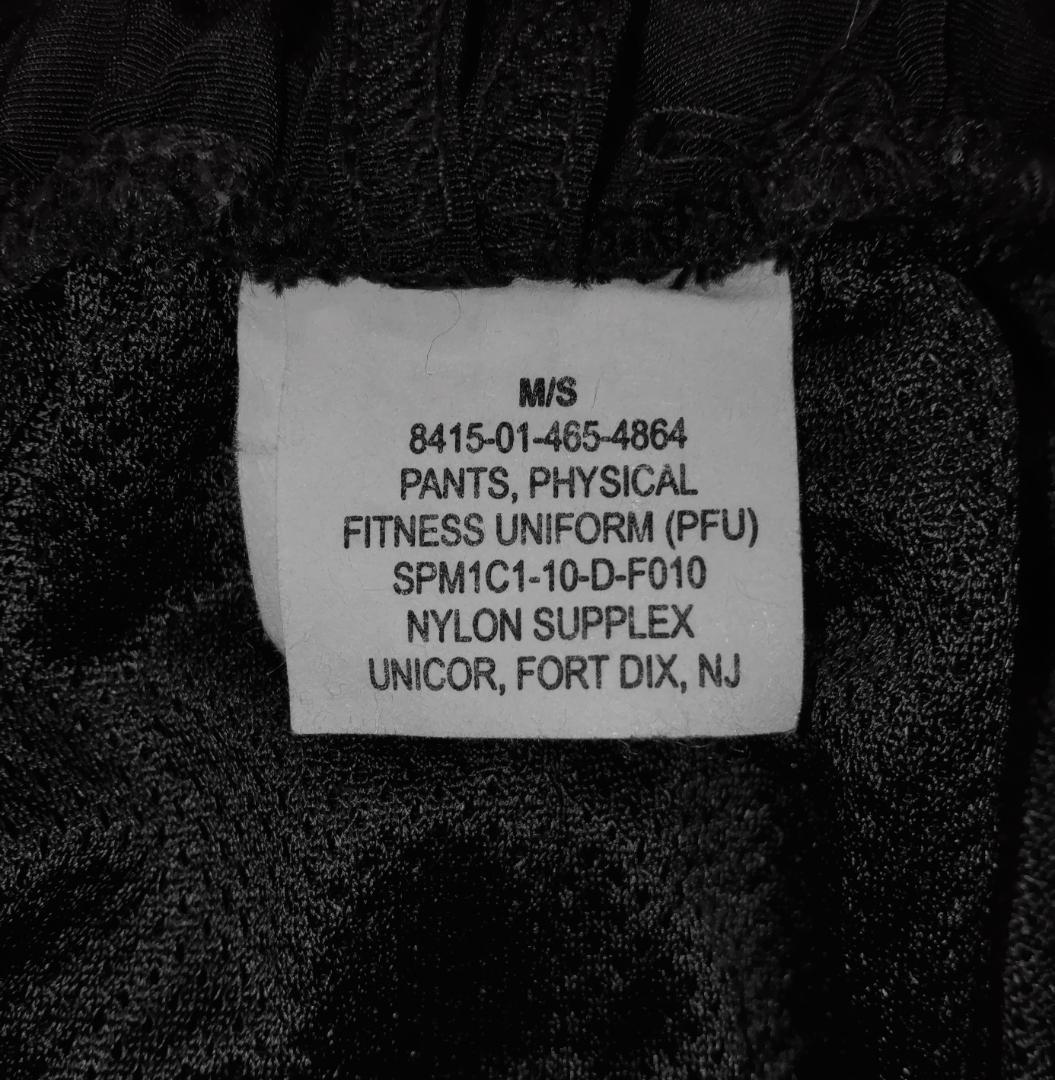 M/S
8415-01-465-4864
PANTS, PHYSICAL
FITNESS UNIFORM (PFU)
SPM1C1-10-D-F010
NYLON SUPPLEX
UNICOR, FORT DIX, NJ